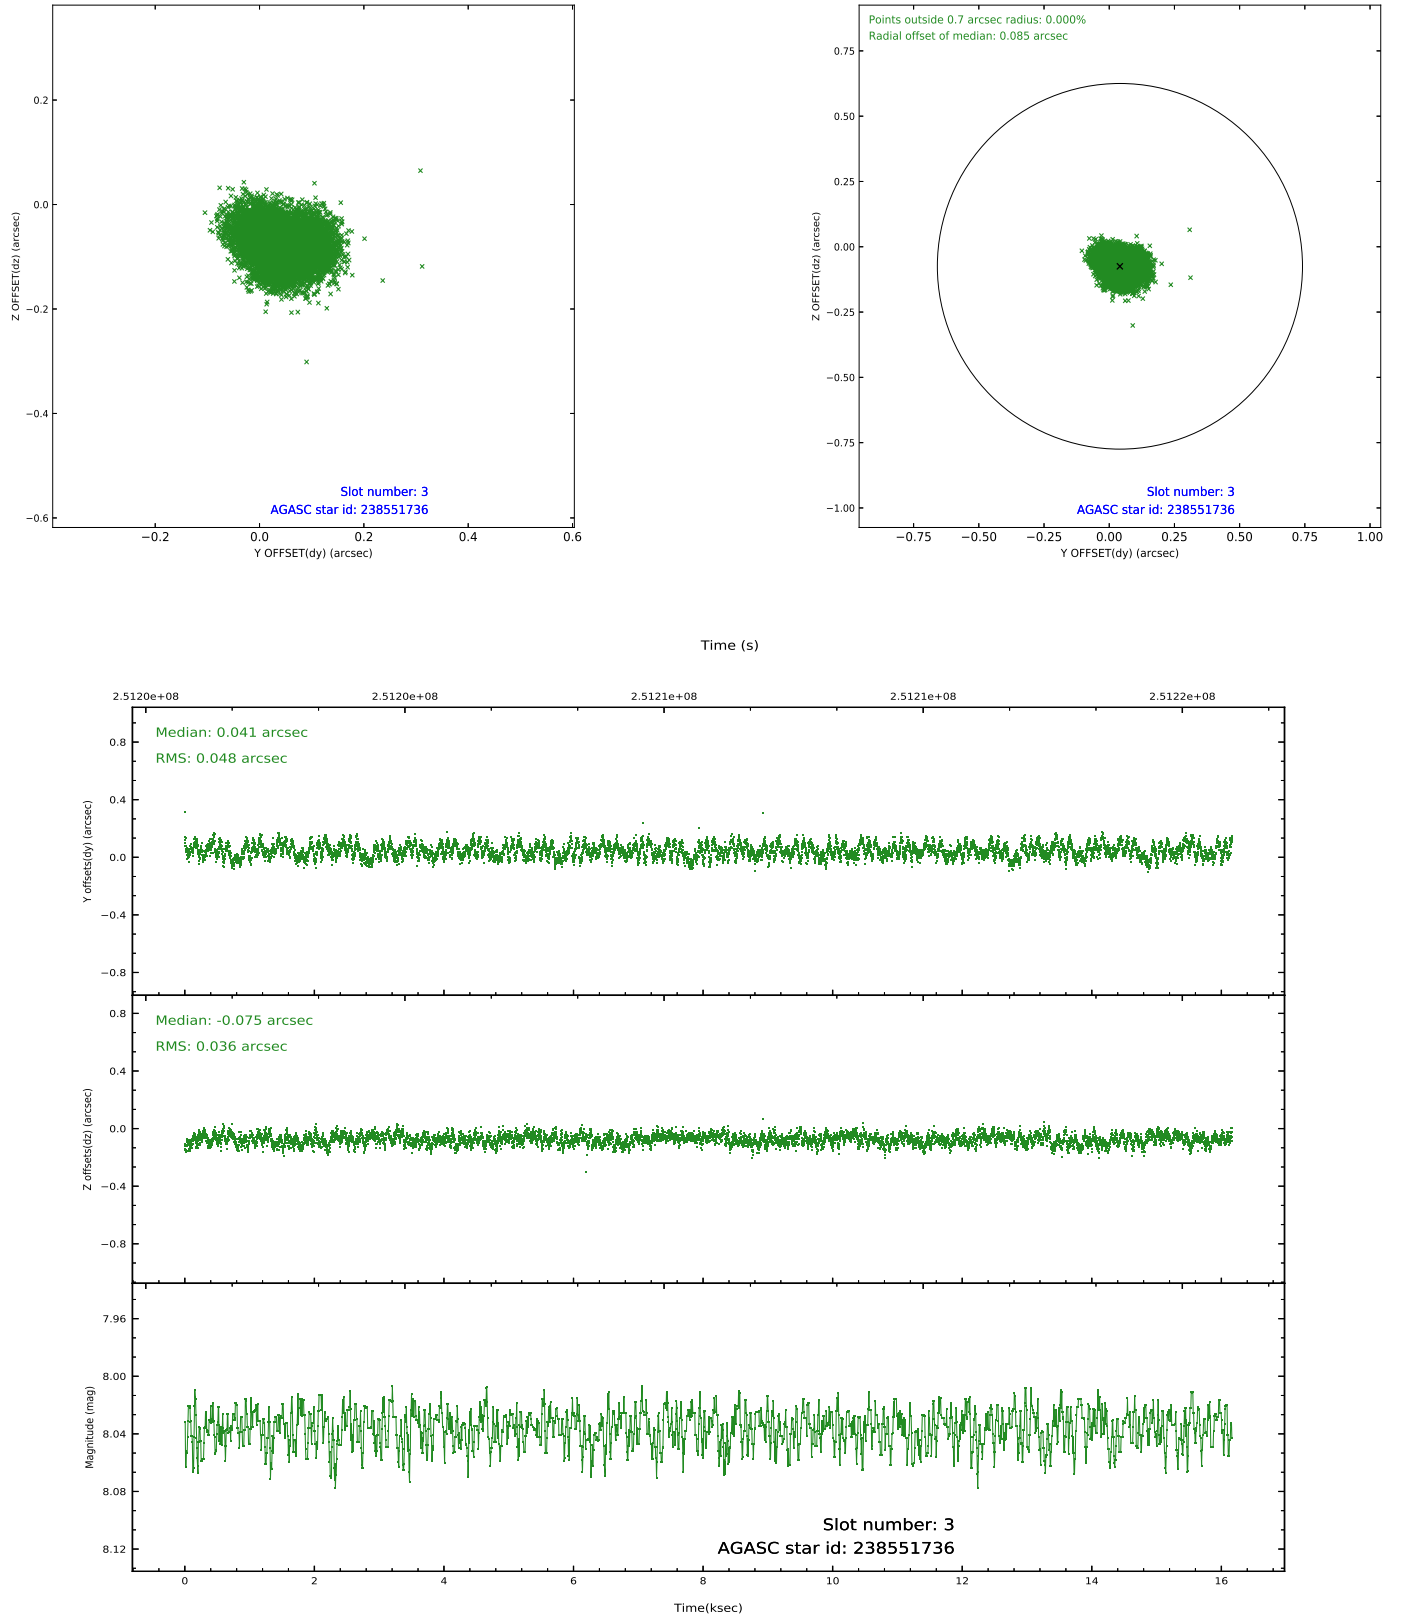 0.2
0.0
−0.2
−0.4
−0.6
Z OFFSET(dz) (arcsec)
Slot number: 3
AGASC star id: 238551736
−0.2 0.0 0.2 0.4 0.6
Y OFFSET(dy) (arcsec)
Points outside 0.7 arcsec radius: 0.000%
Radial offset of median: 0.085 arcsec
0.75
0.50
0.25
0.00
−0.25
−0.50
−0.75
−1.00
Z OFFSET(dz) (arcsec)
Slot number: 3
AGASC star id: 238551736
−0.75 −0.50 −0.25 0.00 0.25 0.50 0.75 1.00
Y OFFSET(dy) (arcsec)
Time (s)
2.5120e+08 2.5120e+08 2.5121e+08 2.5121e+08 2.5122e+08
Median: 0.041 arcsec
RMS: 0.048 arcsec
0.8
0.4
0.0
−0.4
−0.8
Y offsets(dy) (arcsec)
Median: -0.075 arcsec
RMS: 0.036 arcsec
0.8
0.4
0.0
−0.4
−0.8
Z offsets(dz) (arcsec)
7.96
8.00
8.04
8.08
8.12
Magnitude (mag)
Slot number: 3
AGASC star id: 238551736
0 2 4 6 8 10 12 14 16
Time(ksec)